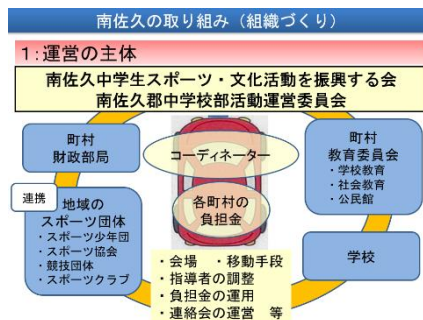 南佐久の取り組み（組織づくり）
1：運営の主体
南佐久中学生スポーツ・文化活動を振興する会
南佐久郡中学校部活動運営委員会
町村
財政部局
コーディネーター
町村
教育委員会
・学校教育
・社会教育
・公民館
連携
地域の
スポーツ団体
・スポーツ少年団
・スポーツ協会
・競技団体
・スポーツクラブ
各町村の
負担金
学校
・会場 ・移動手段
・指導者の調整
・負担金の運用
・連絡会の運営 等